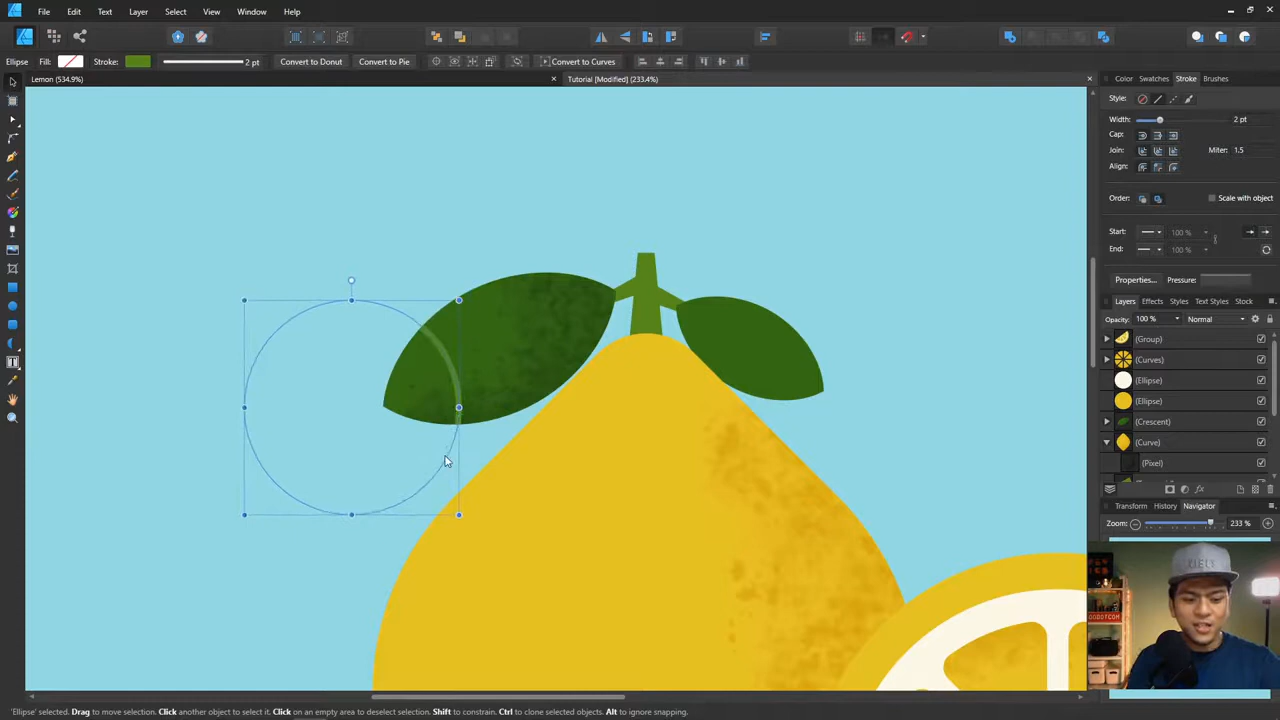 File Edit Text Layer Select View Window Help
Ellipse Fill: Stroke: 2 pt Convert to Donut Convert to Pie Convert to Curves
Lemon (534.9%) × Tutorial [Modified] (233.4%) ×
Color Swatches Stroke Brushes
Style:
Width: 2 pt
Cap:
Join: Miter: 1.5
Align:
Order: Scale with object
Start: 100 %
End: 100 %
Properties... Pressure:
Layers Effects Styles Text Styles Stock
Opacity: 100 % Normal
(Group)
(Curves)
(Ellipse)
(Ellipse)
(Crescent)
(Curve)
(Pixel)
fx
Transform History Navigator
Zoom: 233 %
'Ellipse' selected. Drag to move selection. Click another object to select it. Click on an empty area to deselect selection. Shift to constrain. Ctrl to clone selected objects. Alt to ignore snapping.